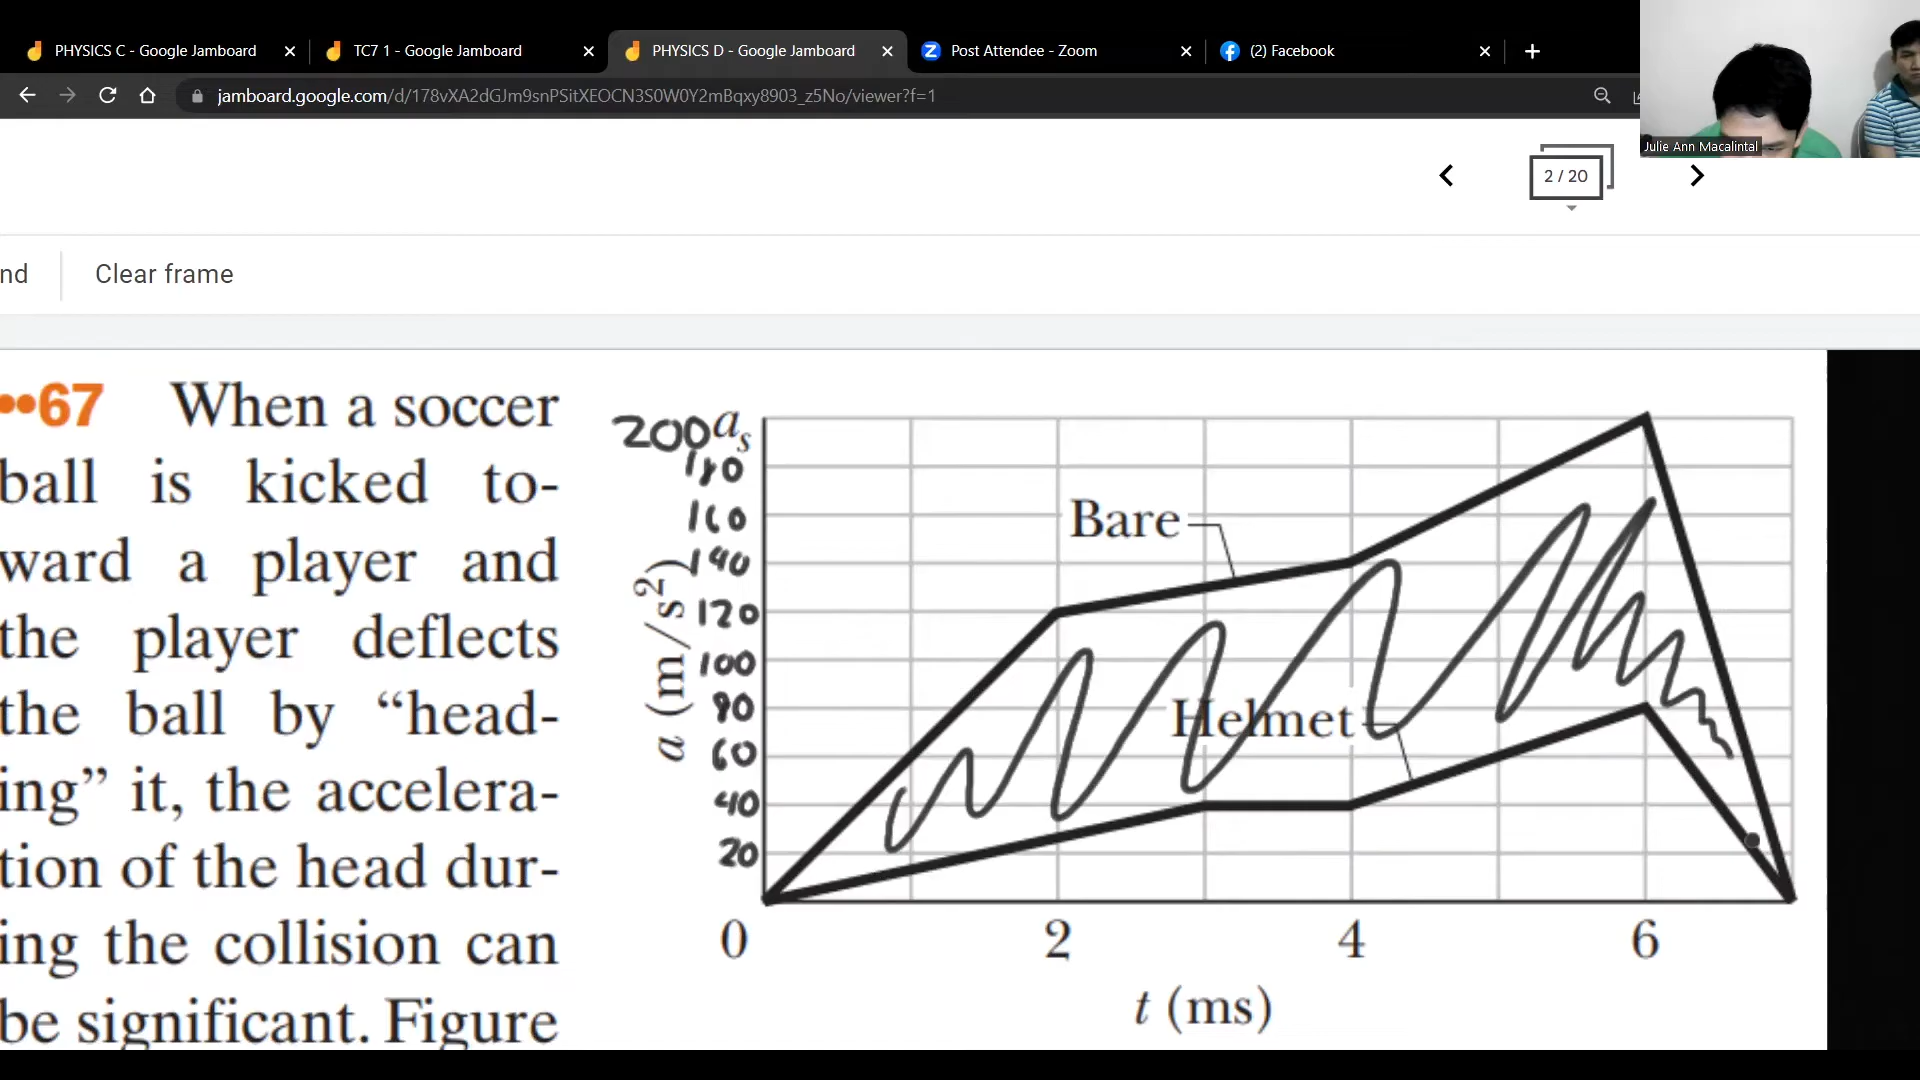 PHYSICS C - Google Jamboard
TC7 1 - Google Jamboard
PHYSICS D - Google Jamboard
Post Attendee - Zoom
(2) Facebook
jamboard.google.com/d/178vXA2dGJm9snPSitXEOCN3S0W0Y2mBqxy8903_z5No/viewer?f=1
Julie Ann Macalintal
2 / 20
nd
Clear frame
••67 When a soccer
ball is kicked to-
ward a player and
the player deflects
the ball by “head-
ing” it, the accelera-
tion of the head dur-
ing the collision can
be significant. Figure
200 as
180
160
140
120
100
80
60
40
20
a (m/s²)
Bare
Helmet
0 2 4 6
t (ms)